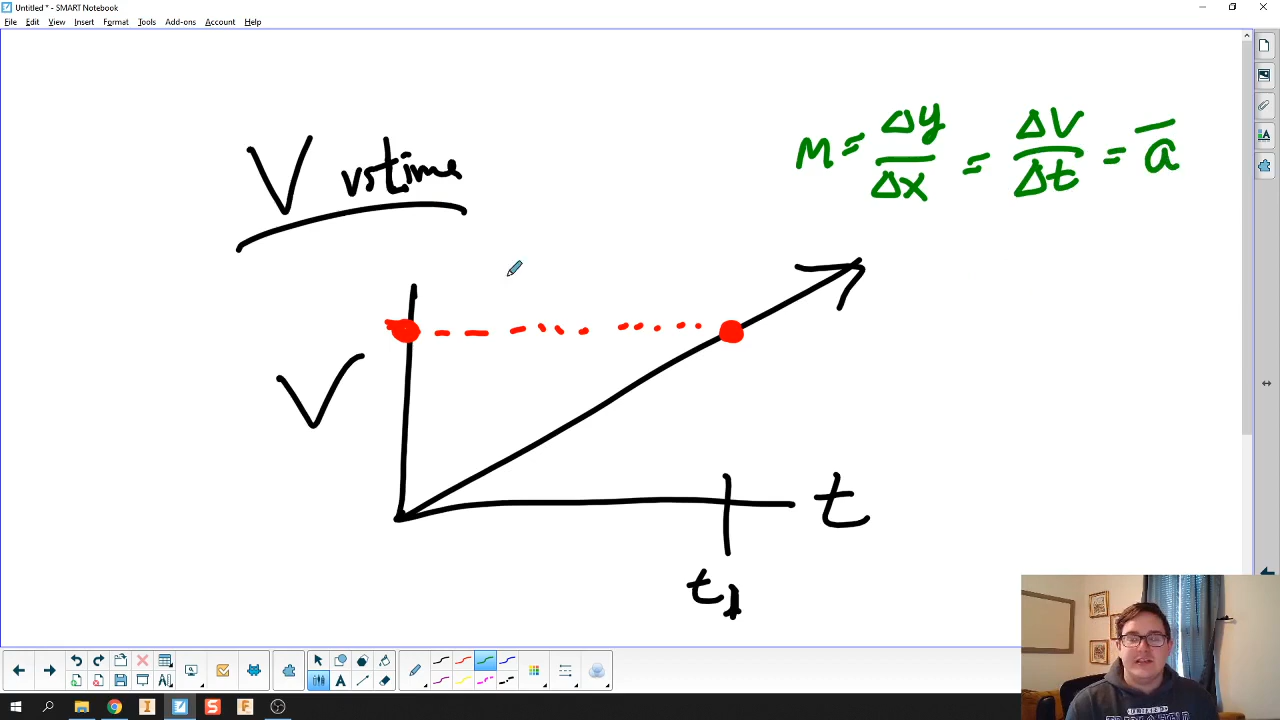 Untitled * - SMART Notebook
File Edit View Insert Format Tools Add-ons Account Help
V vs time
m = Δy/Δx = Δv/Δt = a̅
V
t
t1